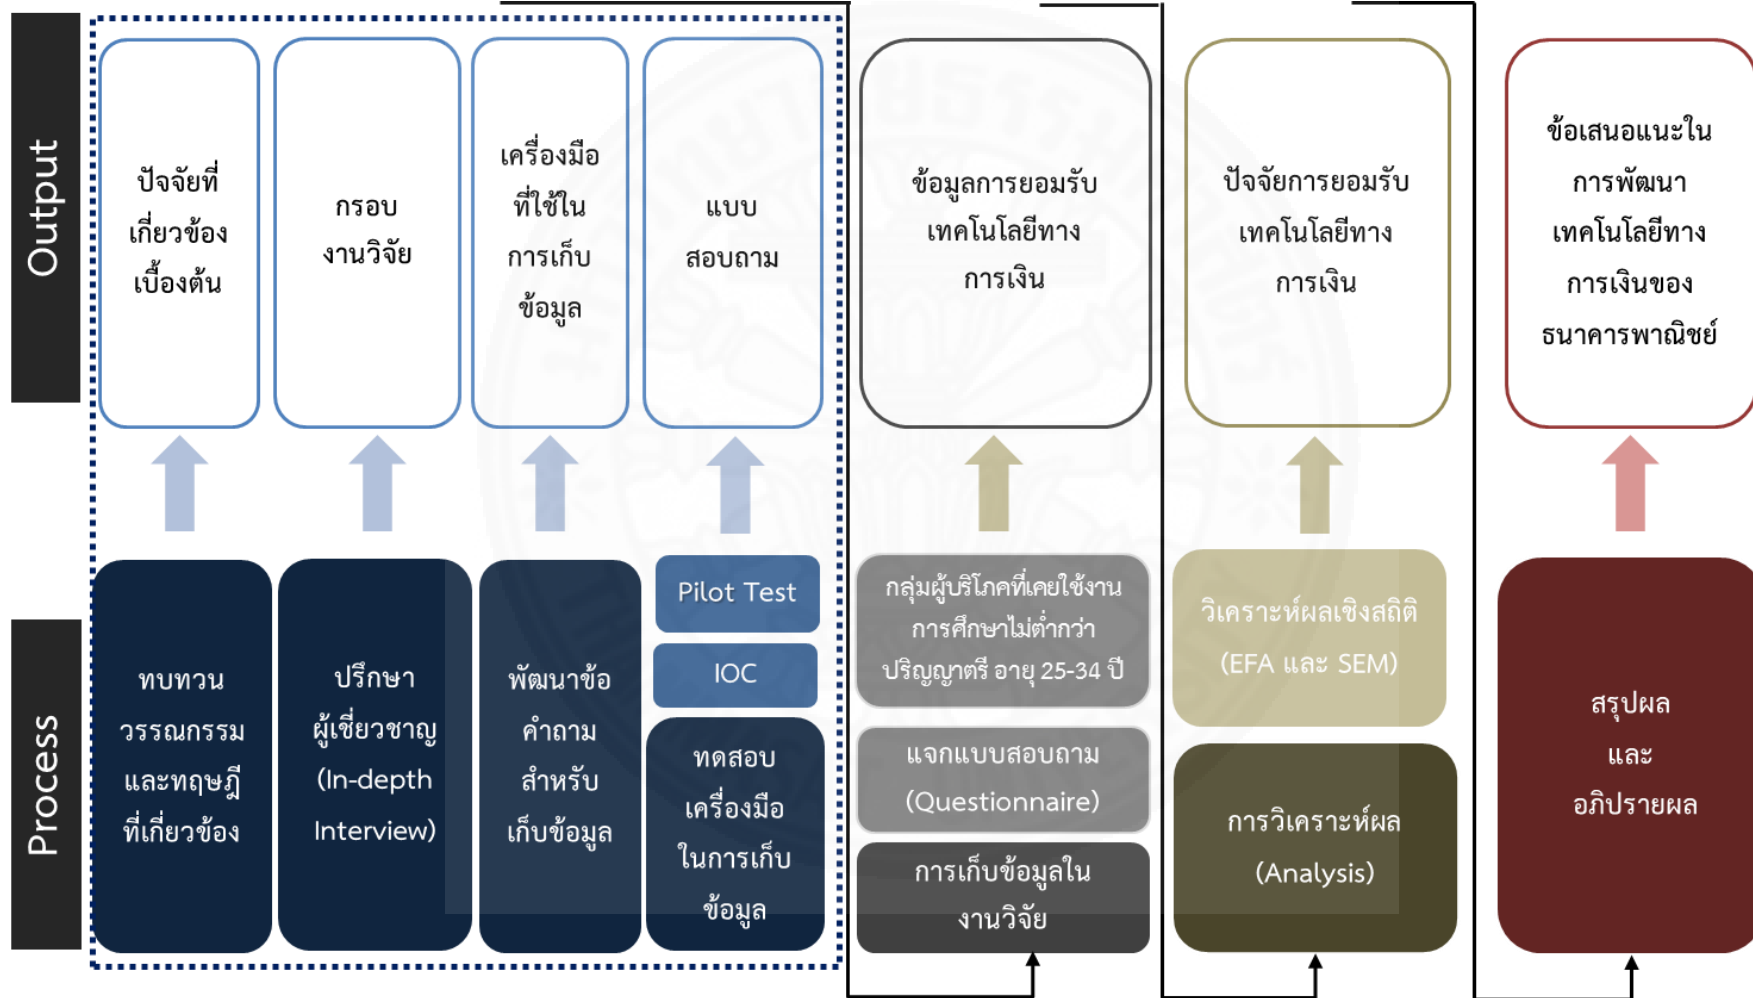 Output
ปัจจัยที่
เกี่ยวข้อง
เบื้องต้น
กรอบ
งานวิจัย
เครื่องมือ
ที่ใช้ใน
การเก็บ
ข้อมูล
แบบ
สอบถาม
ข้อมูลการยอมรับ
เทคโนโลยีทาง
การเงิน
ปัจจัยการยอมรับ
เทคโนโลยีทาง
การเงิน
ข้อเสนอแนะใน
การพัฒนา
เทคโนโลยีทาง
การเงินของ
ธนาคารพาณิชย์
Process
ทบทวน
วรรณกรรม
และทฤษฎี
ที่เกี่ยวข้อง
ปรึกษา
ผู้เชี่ยวชาญ
(In-depth
Interview)
พัฒนาข้อ
คำถาม
สำหรับ
เก็บข้อมูล
Pilot Test
IOC
ทดสอบ
เครื่องมือ
ในการเก็บ
ข้อมูล
กลุ่มผู้บริโภคที่เคยใช้งาน
การศึกษาไม่ต่ำกว่า
ปริญญาตรี อายุ 25-34 ปี
แจกแบบสอบถาม
(Questionnaire)
การเก็บข้อมูลใน
งานวิจัย
วิเคราะห์ผลเชิงสถิติ
(EFA และ SEM)
การวิเคราะห์ผล
(Analysis)
สรุปผล
และ
อภิปรายผล